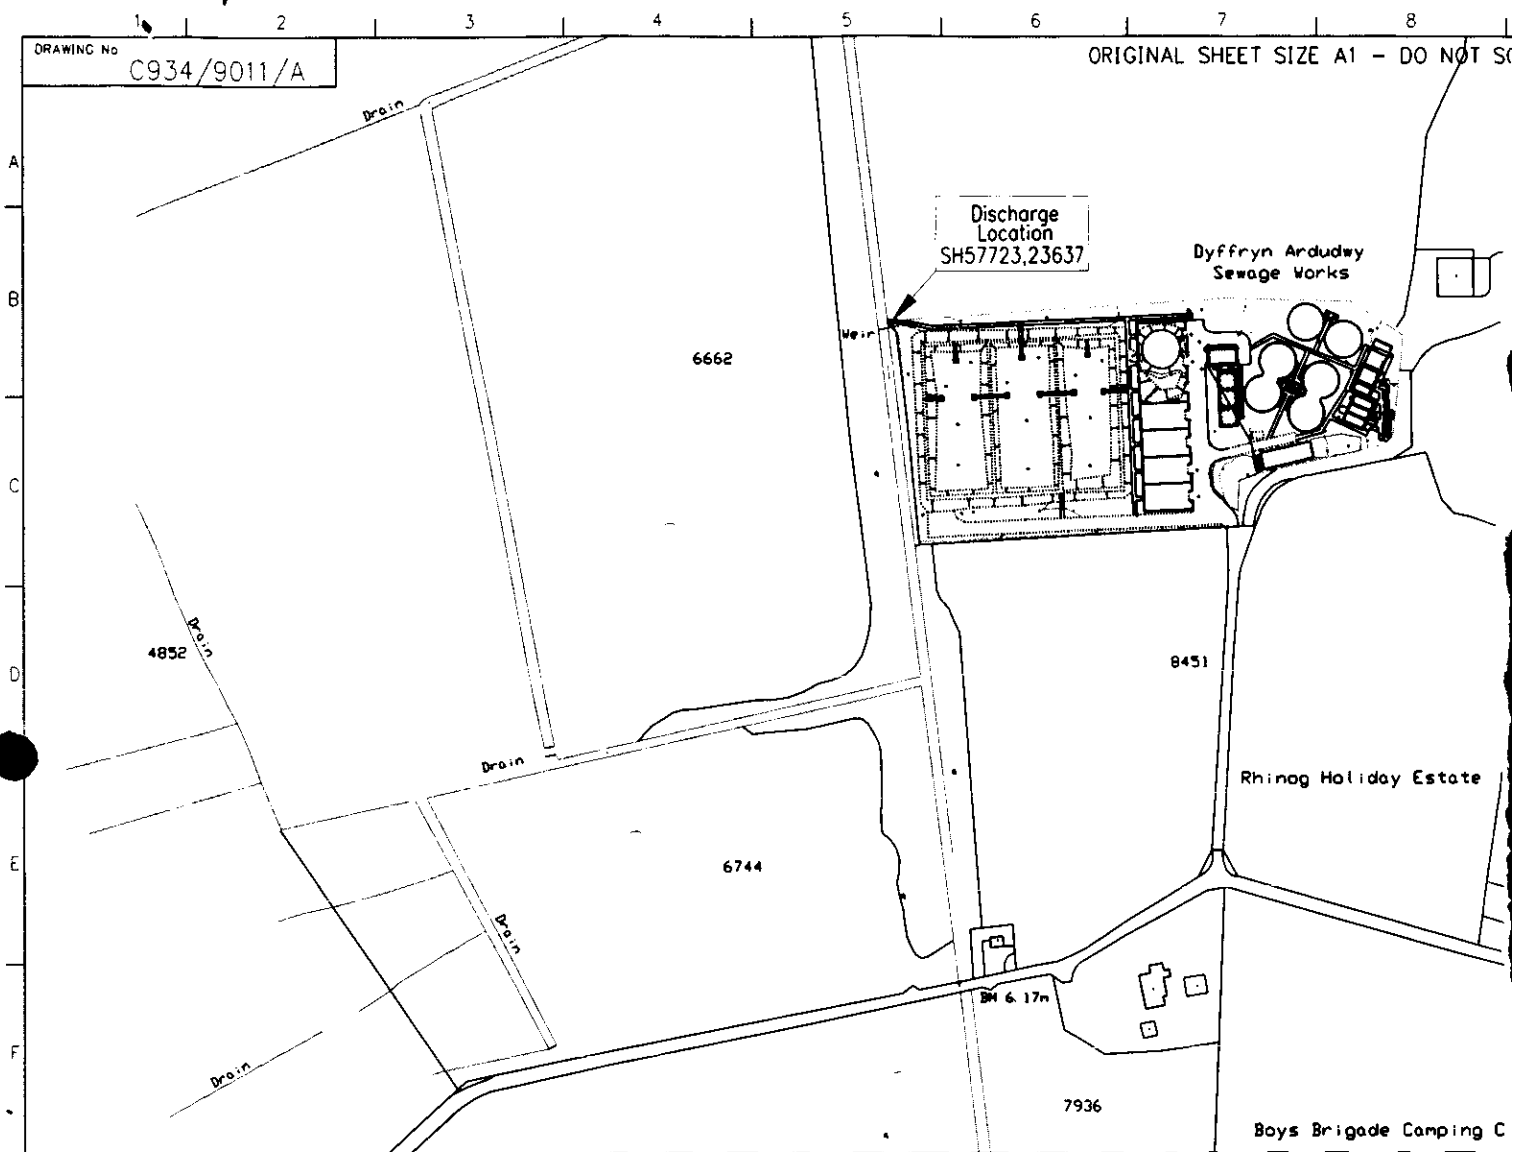 1 2 3 4 5 6 7 8
DRAWING No
C934/9011/A
ORIGINAL SHEET SIZE A1 - DO NOT
Drain
A
Discharge
Location
SH57723,23637
Dyffryn Ardudwy
Sewage Works
B
Weir
6662
C
Drain
4852
8451
D
Drain
Rhinog Holiday Estate
E
6744
Drain
BM 6.17m
F
Drain
7936
Boys Brigade Camping C